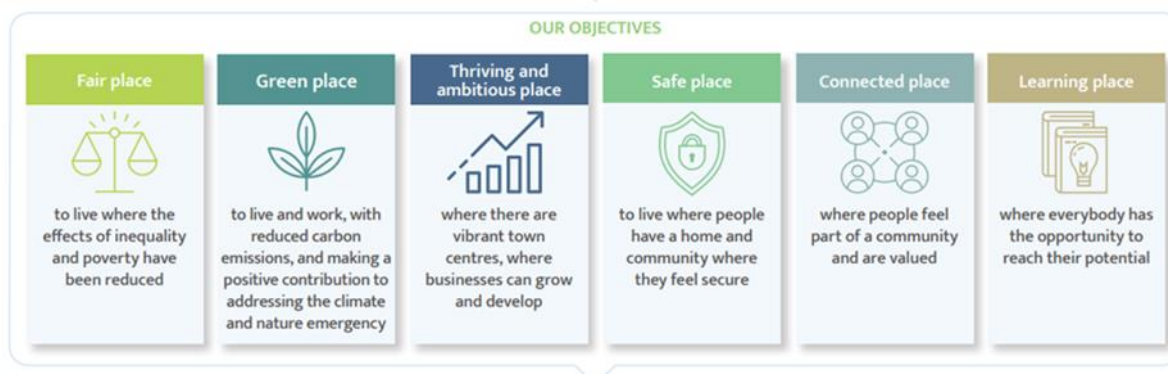 OUR OBJECTIVES
Fair place
to live where the
effects of inequality
and poverty have
been reduced
Green place
to live and work, with
reduced carbon
emissions, and making a
positive contribution to
addressing the climate
and nature emergency
Thriving and
ambitious place
where there are
vibrant town
centres, where
businesses can grow
and develop
Safe place
to live where people
have a home and
community where
they feel secure
Connected place
where people feel
part of a community
and are valued
Learning place
where everybody has
the opportunity to
reach their potential